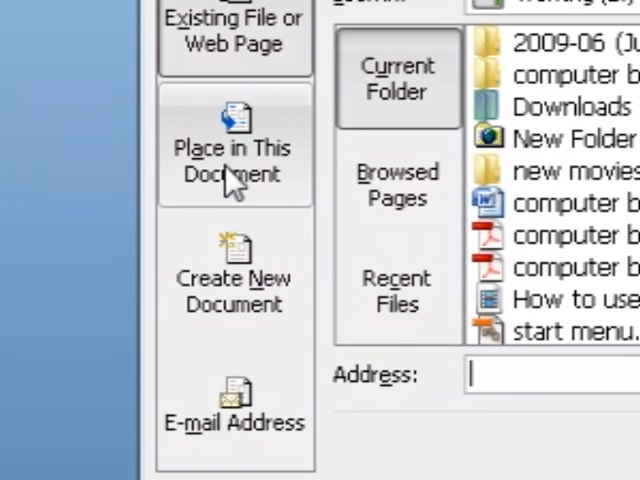 Existing File or
Web Page
Place in This
Document
Create New
Document
E-mail Address
Current
Folder
Browsed
Pages
Recent
Files
2009-06 (Ju
computer b
Downloads
New Folder
new movies
computer b
computer b
computer b
How to use
start menu.
Address: